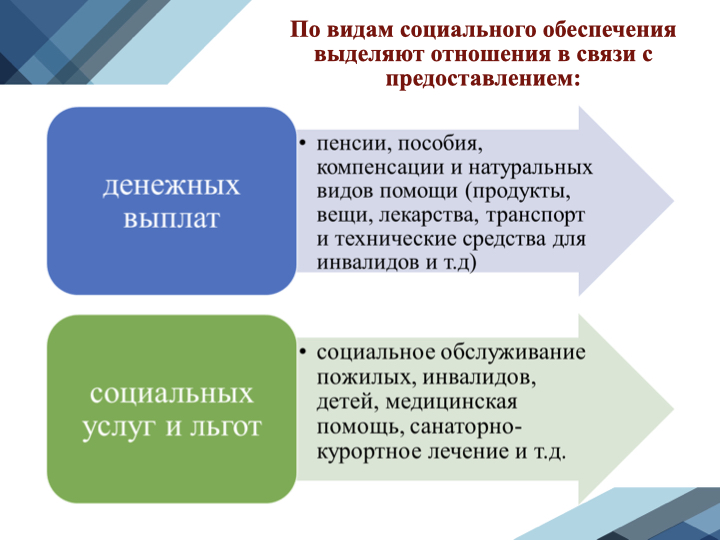 По видам социального обеспечения
выделяют отношения в связи с
предоставлением:
денежных
выплат
• пенсии, пособия,
компенсации и натуральных
видов помощи (продукты,
вещи, лекарства, транспорт
и технические средства для
инвалидов и т.д)
социальных
услуг и льгот
• социальное обслуживание
пожилых, инвалидов,
детей, медицинская
помощь, санаторно-
курортное лечение и т.д.